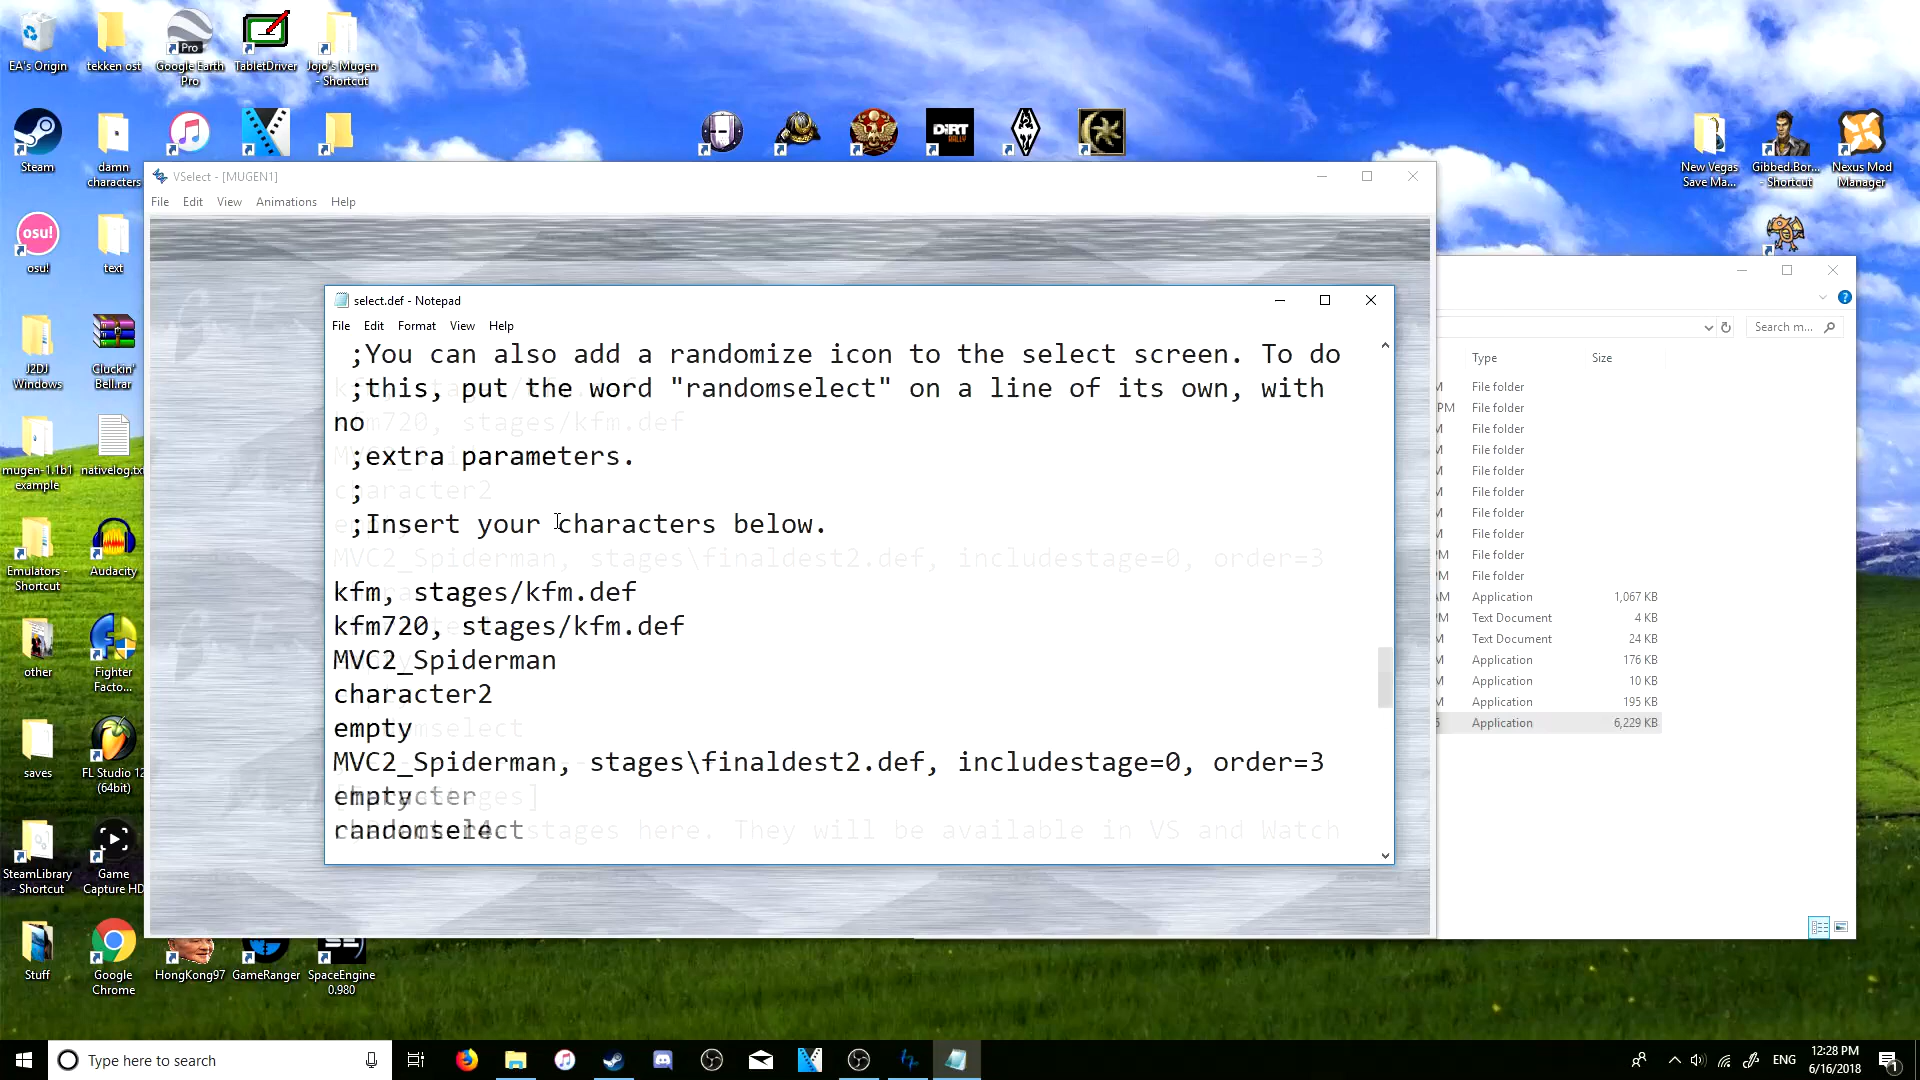 EA's Origin
tekken ost
Google Earth
Pro
TabletDriver
Jojo's Mugen
- Shortcut
Steam
damn
characters
DiRT
RALLY
New Vegas
Save Ma...
Gibbed.Bor...
- Shortcut
Nexus Mod
Manager
osu!
osu!
text
J2DJ
Windows
Cluckin'
Bell.rar
mugen-1.1b1
example
nativelog.txt
Emulators -
Shortcut
Audacity
other
Fighter
Facto...
saves
FL Studio 12
(64bit)
SteamLibrary
- Shortcut
Game
Capture HD
Stuff
Google
Chrome
HongKong97
GameRanger
SpaceEngine
0.980
VSelect - [MUGEN1]
File Edit View Animations Help
select.def - Notepad
File Edit Format View Help
;You can also add a randomize icon to the select screen. To do
;this, put the word "randomselect" on a line of its own, with
no
;extra parameters.
;
;Insert your characters below.
kfm, stages/kfm.def
kfm720, stages/kfm.def
MVC2_Spiderman
character2
empty
MVC2_Spiderman, stages\finaldest2.def, includestage=0, order=3
empty
randomselect
Search m...
Type Size
File folder
PM File folder
File folder
File folder
File folder
File folder
File folder
File folder
File folder
File folder
Application 1,067 KB
Text Document 4 KB
Text Document 24 KB
Application 176 KB
Application 10 KB
Application 195 KB
Application 6,229 KB
Type here to search
ENG
12:28 PM
6/16/2018
1